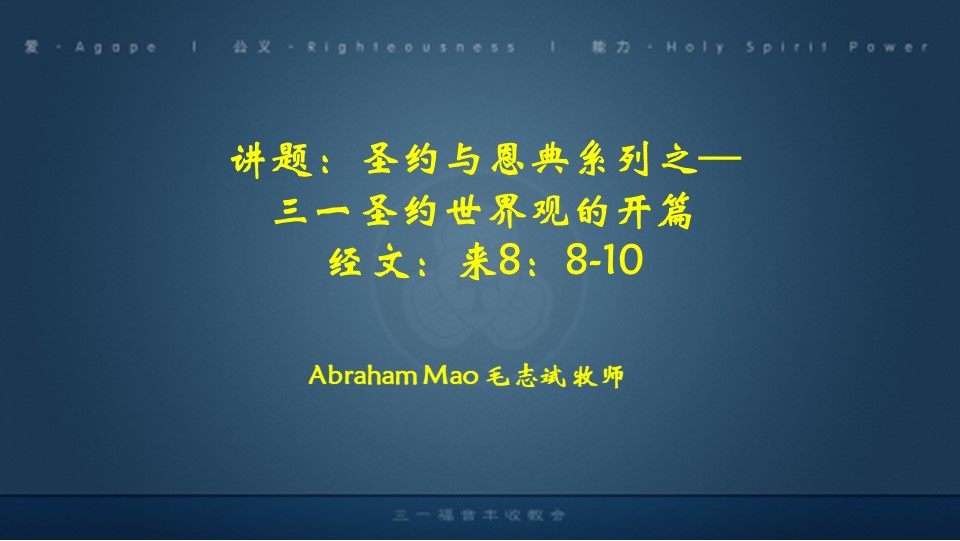 爱 · Agape | 公义 · Righteousness | 能力 · Holy Spirit Power
讲题：圣约与恩典系列之—
三一圣约世界观的开篇
经文：来8：8-10
Abraham Mao 毛志斌 牧师
三一福音丰收教会